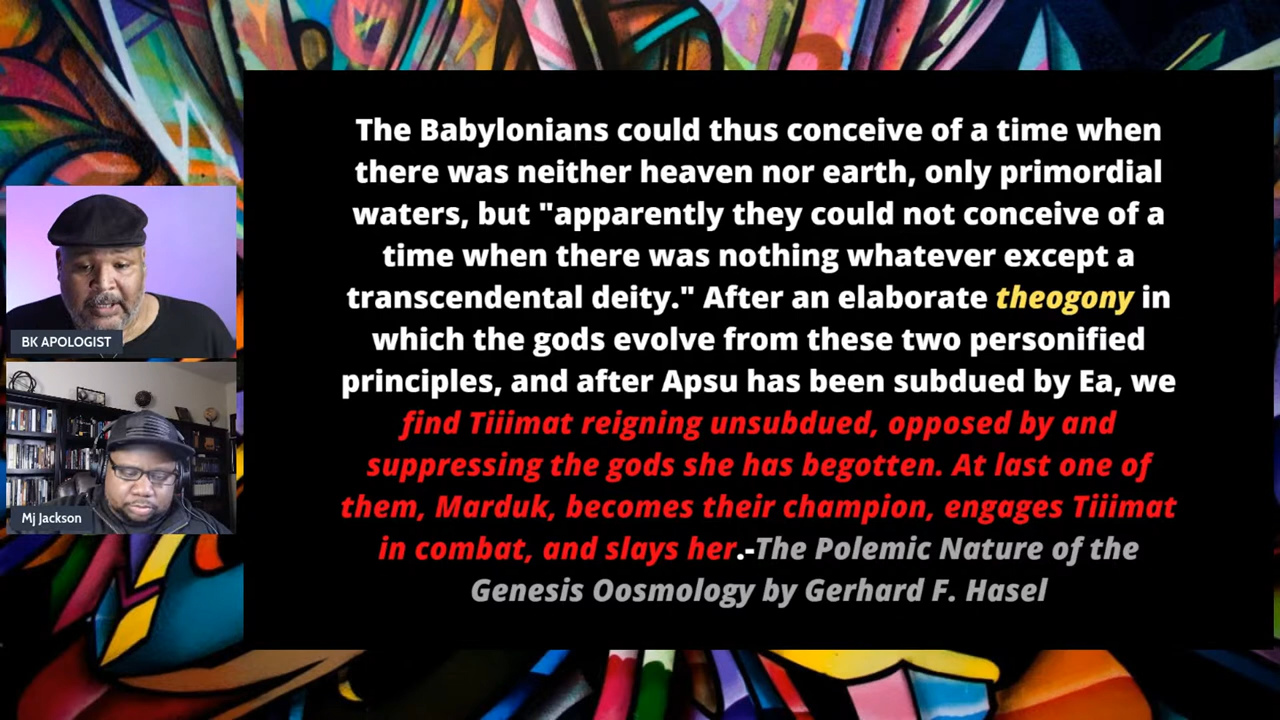 The Babylonians could thus conceive of a time when
there was neither heaven nor earth, only primordial
waters, but "apparently they could not conceive of a
time when there was nothing whatever except a
transcendental deity." After an elaborate theogony in
which the gods evolve from these two personified
principles, and after Apsu has been subdued by Ea, we
find Tiiimat reigning unsubdued, opposed by and
suppressing the gods she has begotten. At last one of
them, Marduk, becomes their champion, engages Tiiimat
in combat, and slays her.-The Polemic Nature of the
Genesis Oosmology by Gerhard F. Hasel
BK APOLOGIST
Mj Jackson